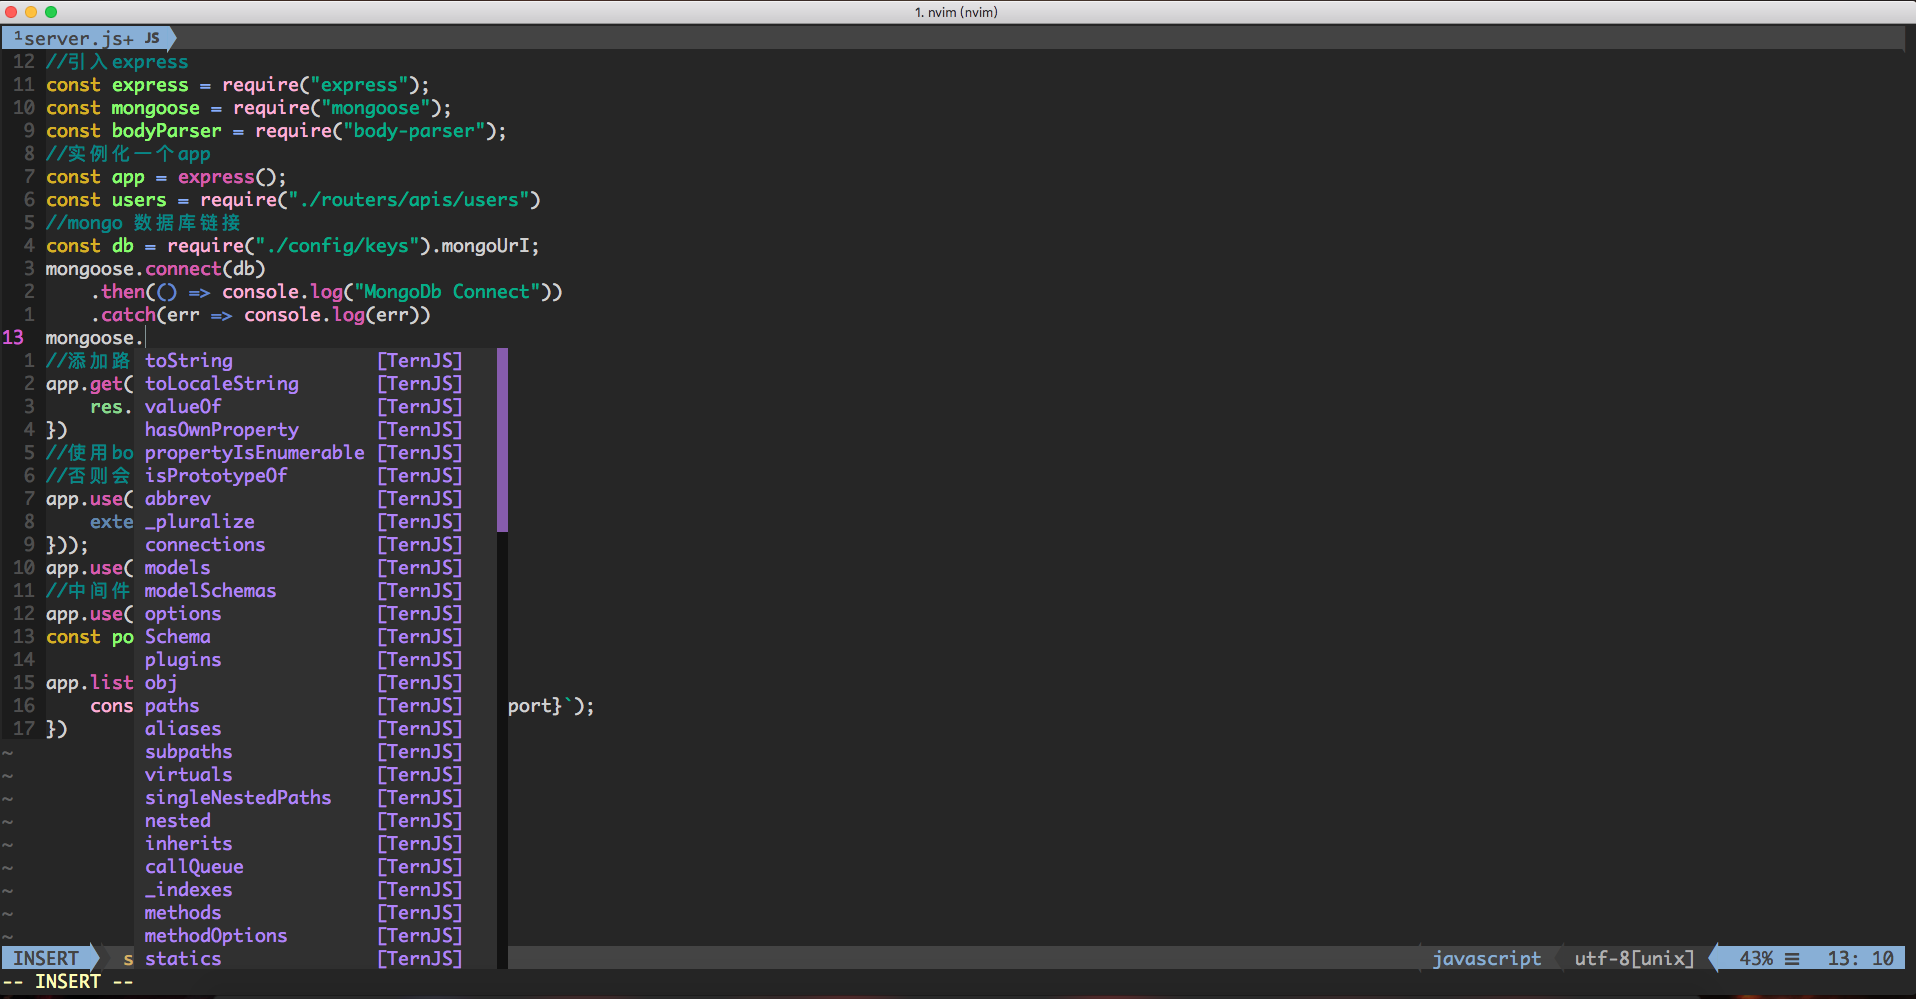 1. nvim (nvim)
1server.js+ JS
12 //引入express
11 const express = require("express");
10 const mongoose = require("mongoose");
9 const bodyParser = require("body-parser");
8 //实例化一个app
7 const app = express();
6 const users = require("./routers/apis/users")
5 //mongo 数据库链接
4 const db = require("./config/keys").mongoUrI;
3 mongoose.connect(db)
2     .then(() => console.log("MongoDb Connect"))
1     .catch(err => console.log(err))
13 mongoose.
1 //添加路 toString [TernJS]
2 app.get( toLocaleString [TernJS]
3     res. valueOf [TernJS]
4 }) hasOwnProperty [TernJS]
5 //使用bo propertyIsEnumerable [TernJS]
6 //否则会 isPrototypeOf [TernJS]
7 app.use( abbrev [TernJS]
8     exte _pluralize [TernJS]
9 })); connections [TernJS]
10 app.use( models [TernJS]
11 //中间件 modelSchemas [TernJS]
12 app.use( options [TernJS]
13 const po Schema [TernJS]
14 plugins [TernJS]
15 app.list obj [TernJS]
16     cons paths [TernJS] port}`);
17 }) aliases [TernJS]
~ subpaths [TernJS]
~ virtuals [TernJS]
~ singleNestedPaths [TernJS]
~ nested [TernJS]
~ inherits [TernJS]
~ callQueue [TernJS]
~ _indexes [TernJS]
~ methods [TernJS]
~ methodOptions [TernJS]
INSERT s statics [TernJS] javascript utf-8[unix] 43% ☰ 13: 10
-- INSERT --